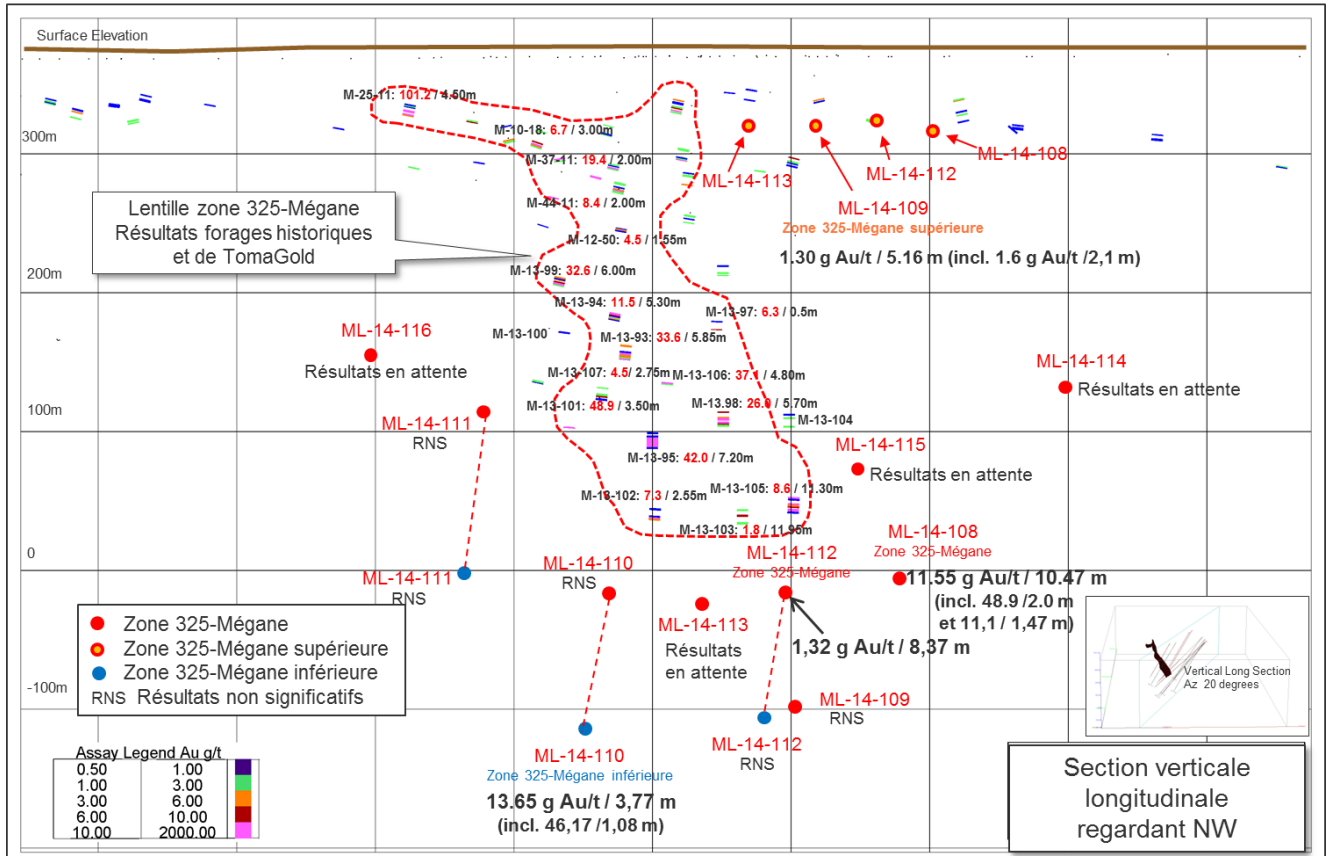 Surface Elevation
M-25-11: 101.2 / 4.50m
300m
M-10-18: 6.7 / 3.00m
M-37-11: 19.4 / 2.00m
M-44-11: 8.4 / 2.00m
ML-14-113
ML-14-109
ML-14-112
ML-14-108
Zone 325-Mégane supérieure
1.30 g Au/t / 5.16 m (incl. 1.6 g Au/t /2,1 m)
Lentille zone 325-Mégane
Résultats forages historiques
et de TomaGold
M-12-50: 4.5 / 1.55m
M-13-99: 32.6 / 6.00m
200m
M-13-94: 11.5 / 5.30m
M-13-97: 6.3 / 0.5m
M-13-100
M-13-93: 33.6 / 5.85m
ML-14-116
Résultats en attente
M-13-107: 4.5/ 2.75m
M-13-106: 37.1 / 4.80m
ML-14-114
Résultats en attente
M-13-101: 48.9 / 3.50m
M-13.98: 26.0 / 5.70m
M-13-104
100m
ML-14-111
RNS
M-13-95: 42.0 / 7.20m
ML-14-115
Résultats en attente
M-13-102: 7.3 / 2.55m
M-13-105: 8.6 / 11.30m
M-13-103: 1.8 / 11.95m
0
ML-14-111
RNS
ML-14-110
RNS
ML-14-112
Zone 325-Mégane
ML-14-108
Zone 325-Mégane
11.55 g Au/t / 10.47 m
(incl. 48.9 /2.0 m
et 11,1 / 1,47 m)
ML-14-113
Résultats
en attente
1,32 g Au/t / 8,37 m
Zone 325-Mégane
Zone 325-Mégane supérieure
Zone 325-Mégane inférieure
RNS Résultats non significatifs
-100m
ML-14-109
RNS
ML-14-110
Zone 325-Mégane inférieure
13.65 g Au/t / 3,77 m
(incl. 46,17 /1,08 m)
ML-14-112
RNS
Vertical Long Section
Az 20 degrees
Assay Legend Au g/t
0.50 1.00
1.00 3.00
3.00 6.00
6.00 10.00
10.00 2000.00
Section verticale
longitudinale
regardant NW